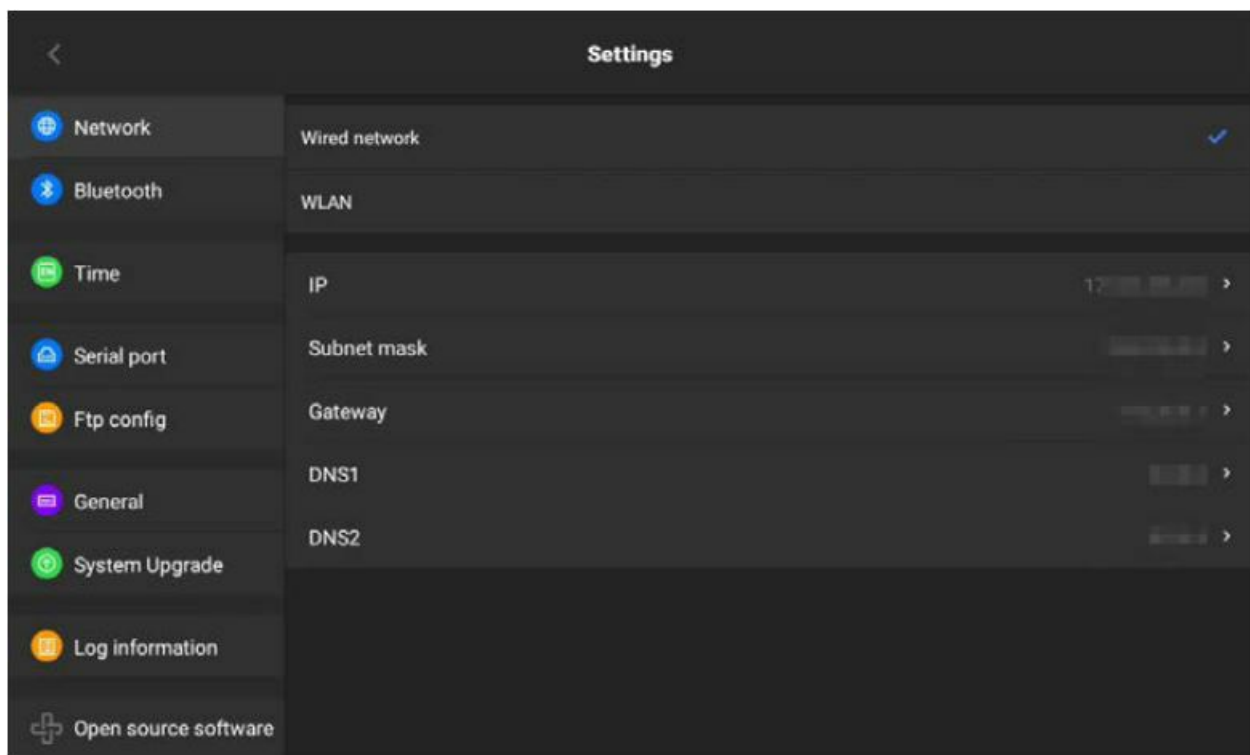 Settings
Network
Bluetooth
Time
Serial port
Ftp config
General
System Upgrade
Log information
Open source software
Wired network
WLAN
IP
Subnet mask
Gateway
DNS1
DNS2